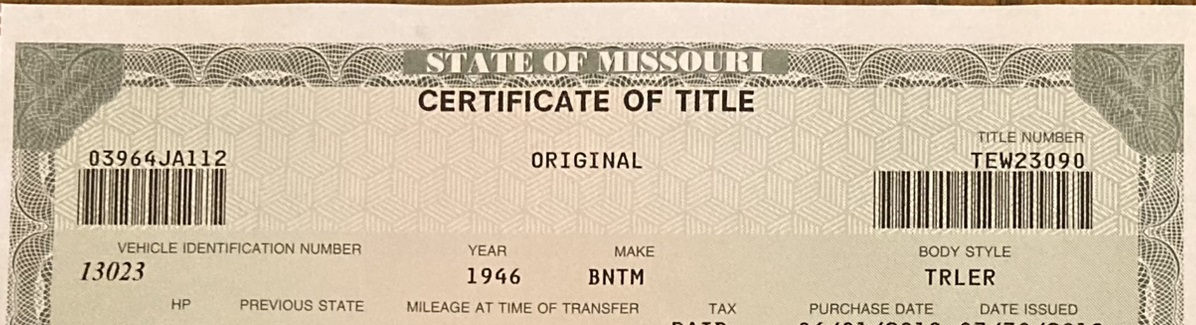 STATE OF MISSOURI
CERTIFICATE OF TITLE
TITLE NUMBER
03964JA112 ORIGINAL TEW23090
VEHICLE IDENTIFICATION NUMBER YEAR MAKE BODY STYLE
13023 1946 BNTM TRLER
HP PREVIOUS STATE MILEAGE AT TIME OF TRANSFER TAX PURCHASE DATE DATE ISSUED